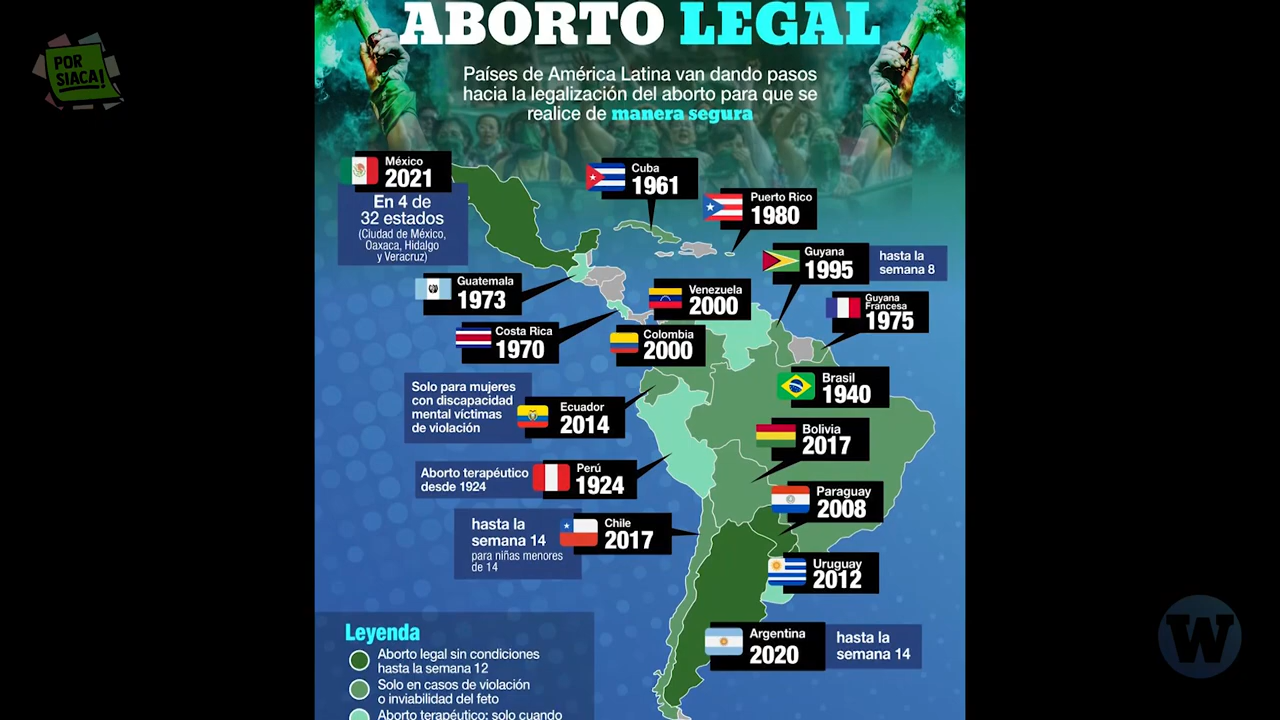 POR
SIACA!
ABORTO LEGAL
Países de América Latina van dando pasos
hacia la legalización del aborto para que se
realice de manera segura
México
2021
En 4 de
32 estados
(Ciudad de México,
Oaxaca, Hidalgo
y Veracruz)
Cuba
1961
Puerto Rico
1980
Guyana
1995
hasta la
semana 8
Guatemala
1973
Venezuela
2000
Guyana
Francesa
1975
Costa Rica
1970
Colombia
2000
Brasil
1940
Solo para mujeres
con discapacidad
mental víctimas
de violación
Ecuador
2014
Bolivia
2017
Aborto terapéutico
desde 1924
Perú
1924
Paraguay
2008
hasta la
semana 14
para niñas menores
de 14
Chile
2017
Uruguay
2012
Argentina
2020
hasta la
semana 14
Leyenda
Aborto legal sin condiciones
hasta la semana 12
Solo en casos de violación
o inviabilidad del feto
Aborto terapéutico: solo cuando
W